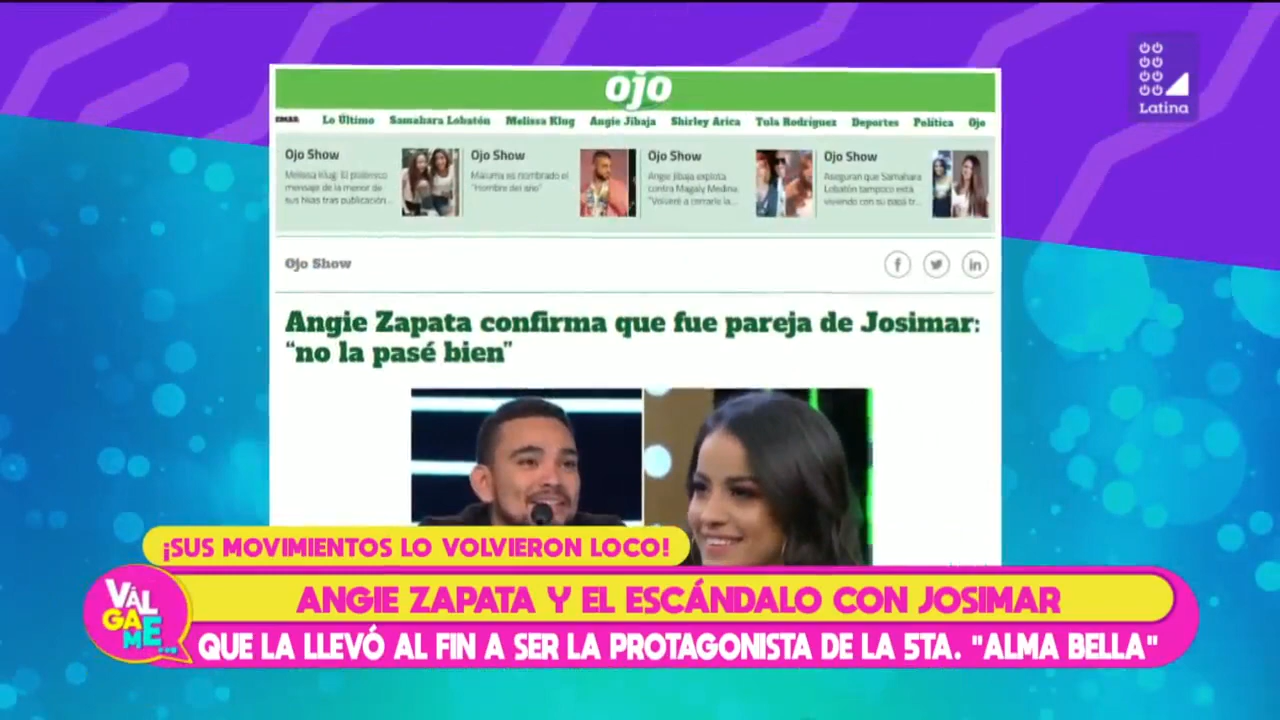 ojo
Latina
Lo Último Samahara Lobatón Melissa Klug Angie Jibaja Shirley Arica Tula Rodríguez Deportes Política Ojo
Ojo Show
Melissa Klug: El polémico
mensaje de la menor de
sus hijas tras publicación...
Ojo Show
Maluma es nombrado el
"Hombre del año"
Ojo Show
Angie Jibaja explota
contra Magaly Medina:
"Volveré a cerrarle la...
Ojo Show
Aseguran que Samahara
Lobatón tampoco está
viviendo con su papá tr...
Ojo Show
f in
Angie Zapata confirma que fue pareja de Josimar:
“no la pasé bien”
¡SUS MOVIMIENTOS LO VOLVIERON LOCO!
VÁLGAME...
ANGIE ZAPATA Y EL ESCÁNDALO CON JOSIMAR
QUE LA LLEVÓ AL FIN A SER LA PROTAGONISTA DE LA 5TA. "ALMA BELLA"